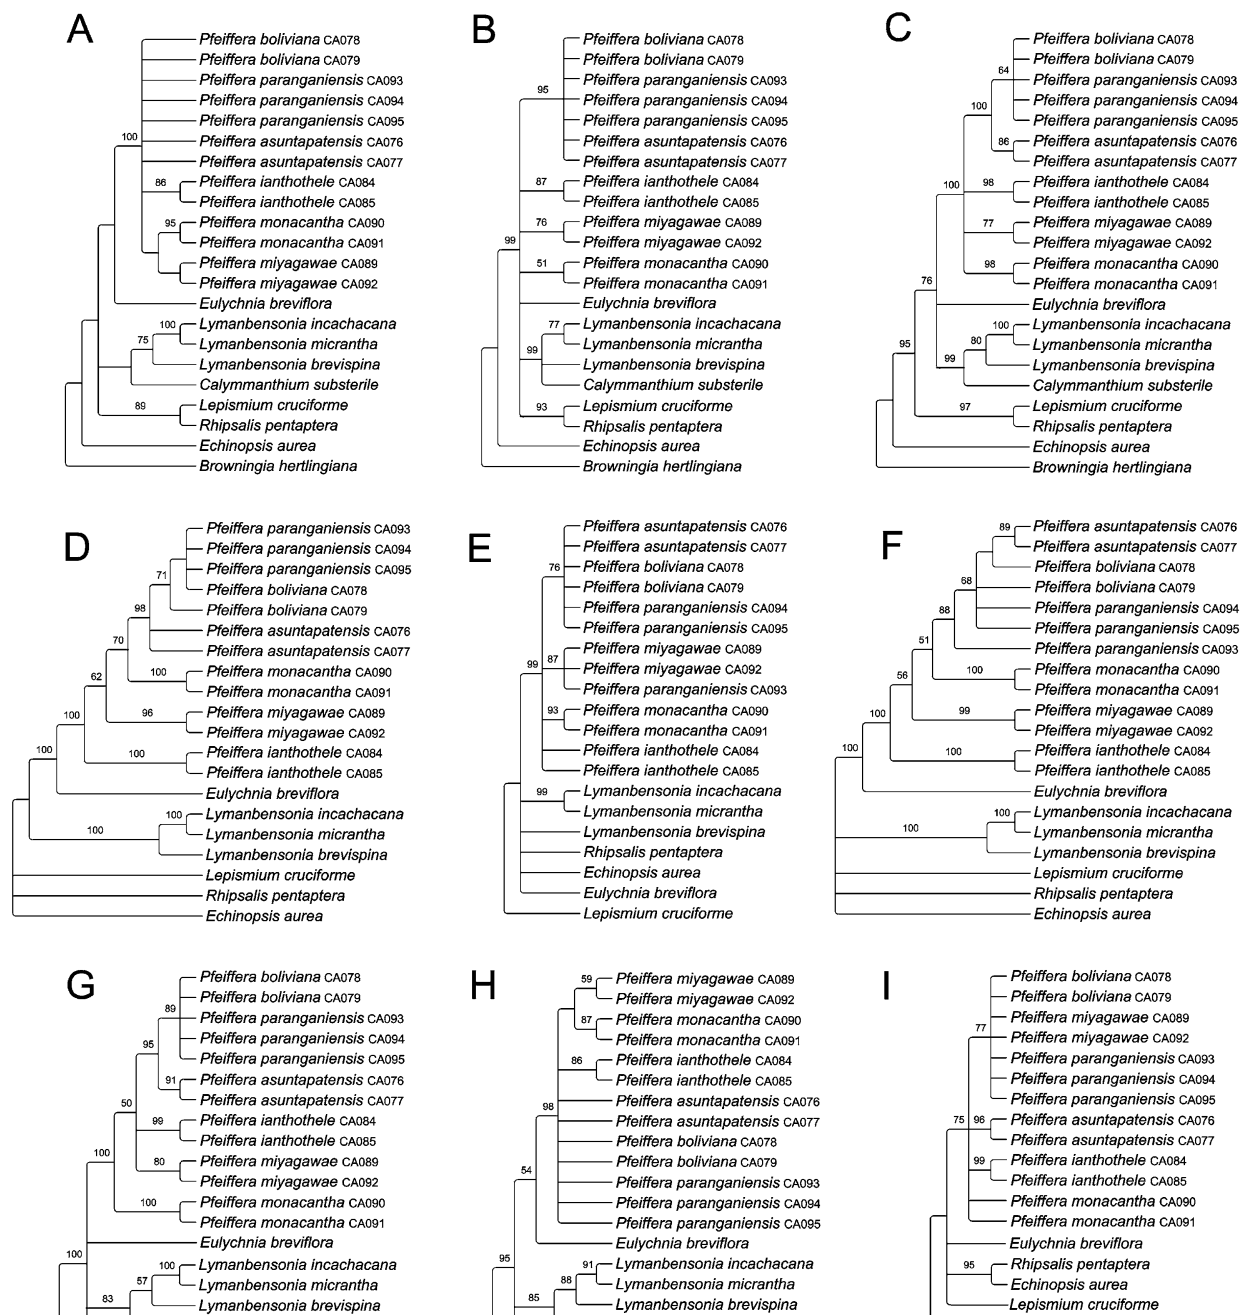 A
Pfeiffera boliviana CA078
Pfeiffera boliviana CA079
Pfeiffera paranganiensis CA093
Pfeiffera paranganiensis CA094
Pfeiffera paranganiensis CA095
Pfeiffera asuntapatensis CA076
100
Pfeiffera asuntapatensis CA077
86
Pfeiffera ianthothele CA084
Pfeiffera ianthothele CA085
95
Pfeiffera monacantha CA090
Pfeiffera monacantha CA091
Pfeiffera miyagawae CA089
Pfeiffera miyagawae CA092
Eulychnia breviflora
100
Lymanbensonia incachacana
75
Lymanbensonia micrantha
Lymanbensonia brevispina
Calymmanthium substerile
89
Lepismium cruciforme
Rhipsalis pentaptera
Echinopsis aurea
Browningia hertlingiana
B
Pfeiffera boliviana CA078
Pfeiffera boliviana CA079
95
Pfeiffera paranganiensis CA093
Pfeiffera paranganiensis CA094
Pfeiffera paranganiensis CA095
Pfeiffera asuntapatensis CA076
Pfeiffera asuntapatensis CA077
87
Pfeiffera ianthothele CA084
Pfeiffera ianthothele CA085
76
Pfeiffera miyagawae CA089
99
Pfeiffera miyagawae CA092
51
Pfeiffera monacantha CA090
Pfeiffera monacantha CA091
Eulychnia breviflora
77
Lymanbensonia incachacana
99
Lymanbensonia micrantha
Lymanbensonia brevispina
Calymmanthium substerile
93
Lepismium cruciforme
Rhipsalis pentaptera
Echinopsis aurea
Browningia hertlingiana
C
Pfeiffera boliviana CA078
Pfeiffera boliviana CA079
64
Pfeiffera paranganiensis CA093
100
Pfeiffera paranganiensis CA094
Pfeiffera paranganiensis CA095
86
Pfeiffera asuntapatensis CA076
Pfeiffera asuntapatensis CA077
100
98
Pfeiffera ianthothele CA084
Pfeiffera ianthothele CA085
77
Pfeiffera miyagawae CA089
Pfeiffera miyagawae CA092
98
Pfeiffera monacantha CA090
76
Pfeiffera monacantha CA091
Eulychnia breviflora
100
Lymanbensonia incachacana
80
Lymanbensonia micrantha
95
99
Lymanbensonia brevispina
Calymmanthium substerile
97
Lepismium cruciforme
Rhipsalis pentaptera
Echinopsis aurea
Browningia hertlingiana
D
Pfeiffera paranganiensis CA093
Pfeiffera paranganiensis CA094
71
Pfeiffera paranganiensis CA095
Pfeiffera boliviana CA078
98
Pfeiffera boliviana CA079
Pfeiffera asuntapatensis CA076
70
Pfeiffera asuntapatensis CA077
62
100
Pfeiffera monacantha CA090
Pfeiffera monacantha CA091
100
96
Pfeiffera miyagawae CA089
Pfeiffera miyagawae CA092
100
100
Pfeiffera ianthothele CA084
Pfeiffera ianthothele CA085
Eulychnia breviflora
100
100
Lymanbensonia incachacana
Lymanbensonia micrantha
Lymanbensonia brevispina
Lepismium cruciforme
Rhipsalis pentaptera
Echinopsis aurea
E
Pfeiffera asuntapatensis CA076
Pfeiffera asuntapatensis CA077
76
Pfeiffera boliviana CA078
Pfeiffera boliviana CA079
Pfeiffera paranganiensis CA094
Pfeiffera paranganiensis CA095
99
87
Pfeiffera miyagawae CA089
Pfeiffera miyagawae CA092
Pfeiffera paranganiensis CA093
93
Pfeiffera monacantha CA090
Pfeiffera monacantha CA091
Pfeiffera ianthothele CA084
Pfeiffera ianthothele CA085
99
Lymanbensonia incachacana
Lymanbensonia micrantha
Lymanbensonia brevispina
Rhipsalis pentaptera
Echinopsis aurea
Eulychnia breviflora
Lepismium cruciforme
F
89
Pfeiffera asuntapatensis CA076
Pfeiffera asuntapatensis CA077
68
Pfeiffera boliviana CA078
Pfeiffera boliviana CA079
88
Pfeiffera paranganiensis CA094
Pfeiffera paranganiensis CA095
51
Pfeiffera paranganiensis CA093
56
100
Pfeiffera monacantha CA090
Pfeiffera monacantha CA091
100
99
Pfeiffera miyagawae CA089
Pfeiffera miyagawae CA092
100
100
Pfeiffera ianthothele CA084
Pfeiffera ianthothele CA085
Eulychnia breviflora
100
100
Lymanbensonia incachacana
Lymanbensonia micrantha
Lymanbensonia brevispina
Lepismium cruciforme
Rhipsalis pentaptera
Echinopsis aurea
G
Pfeiffera boliviana CA078
Pfeiffera boliviana CA079
89
Pfeiffera paranganiensis CA093
95
Pfeiffera paranganiensis CA094
Pfeiffera paranganiensis CA095
91
Pfeiffera asuntapatensis CA076
Pfeiffera asuntapatensis CA077
50
99
Pfeiffera ianthothele CA084
Pfeiffera ianthothele CA085
100
80
Pfeiffera miyagawae CA089
Pfeiffera miyagawae CA092
100
Pfeiffera monacantha CA090
Pfeiffera monacantha CA091
Eulychnia breviflora
100
100
Lymanbensonia incachacana
57
Lymanbensonia micrantha
83
Lymanbensonia brevispina
H
59
Pfeiffera miyagawae CA089
Pfeiffera miyagawae CA092
87
Pfeiffera monacantha CA090
Pfeiffera monacantha CA091
86
Pfeiffera ianthothele CA084
Pfeiffera ianthothele CA085
98
Pfeiffera asuntapatensis CA076
Pfeiffera asuntapatensis CA077
Pfeiffera boliviana CA078
54
Pfeiffera boliviana CA079
Pfeiffera paranganiensis CA093
Pfeiffera paranganiensis CA094
Pfeiffera paranganiensis CA095
Eulychnia breviflora
95
91
Lymanbensonia incachacana
88
Lymanbensonia micrantha
85
Lymanbensonia brevispina
I
Pfeiffera boliviana CA078
Pfeiffera boliviana CA079
Pfeiffera miyagawae CA089
77
Pfeiffera miyagawae CA092
Pfeiffera paranganiensis CA093
Pfeiffera paranganiensis CA094
Pfeiffera paranganiensis CA095
75
96
Pfeiffera asuntapatensis CA076
Pfeiffera asuntapatensis CA077
99
Pfeiffera ianthothele CA084
Pfeiffera ianthothele CA085
Pfeiffera monacantha CA090
Pfeiffera monacantha CA091
Eulychnia breviflora
95
Rhipsalis pentaptera
Echinopsis aurea
Lepismium cruciforme